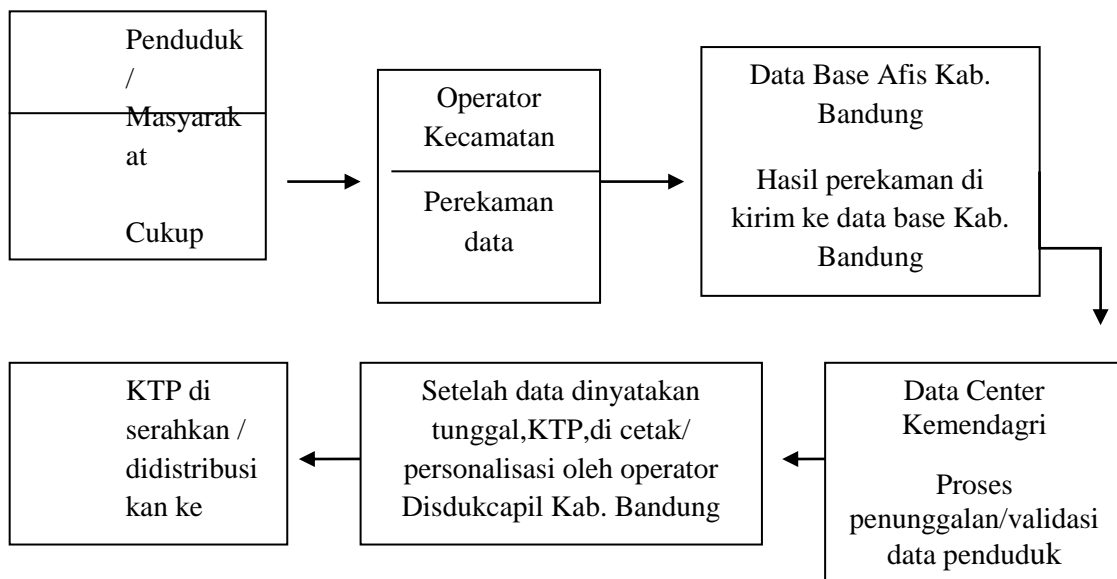 Penduduk
/
Masyarak
at
Cukup
Operator
Kecamatan
Perekaman
data
Data Base Afis Kab.
Bandung
Hasil perekaman di
kirim ke data base Kab.
Bandung
Data Center
Kemendagri
Proses
penunggalan/validasi
data penduduk
Setelah data dinyatakan
tunggal,KTP,di cetak/
personalisasi oleh operator
Disdukcapil Kab. Bandung
KTP di
serahkan /
didistribusi
kan ke